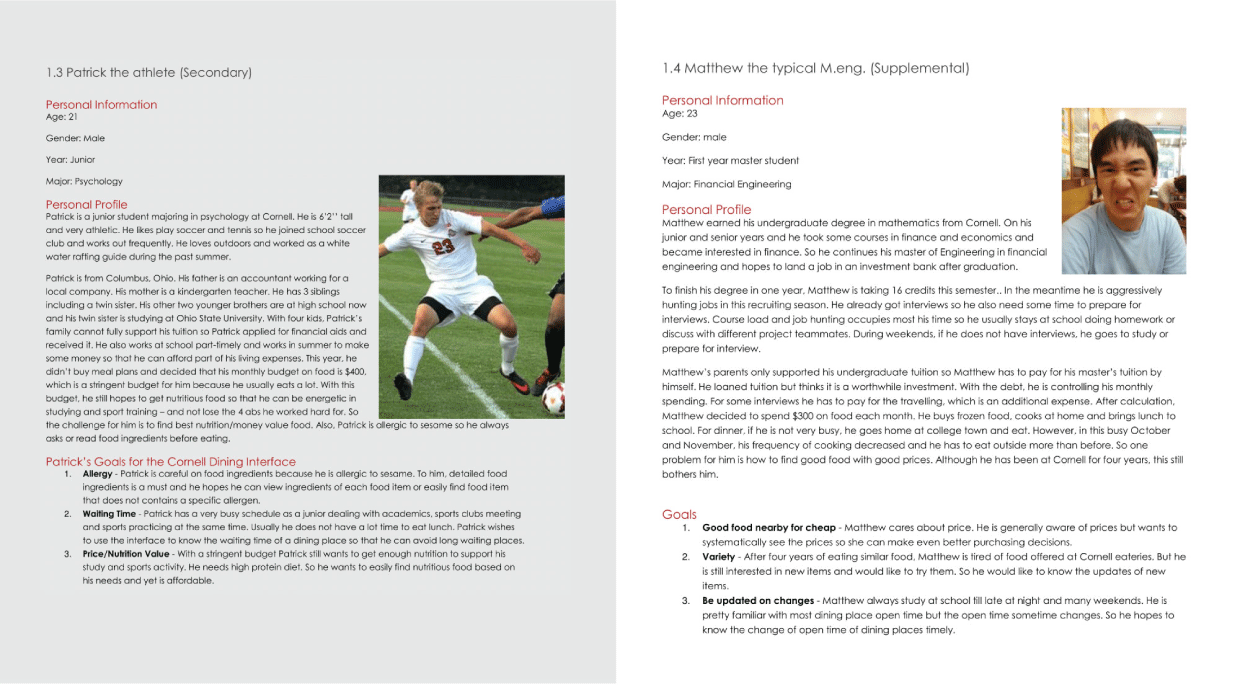 1.3 Patrick the athlete (Secondary)
Personal Information
Age: 21
Gender: Male
Year: Junior
Major: Psychology
Personal Profile
Patrick is a junior student majoring in psychology at Cornell. He is 6'2'' tall
and very athletic. He likes play soccer and tennis so he joined school soccer
club and works out frequently. He loves outdoors and worked as a white
water rafting guide during the past summer.
Patrick is from Columbus, Ohio. His father is an accountant working for a
local company. His mother is a kindergarten teacher. He has 3 siblings
including a twin sister. His other two younger brothers are at high school now
and his twin sister is studying at Ohio State University. With four kids, Patrick's
family cannot fully support his tuition so Patrick applied for financial aids and
received it. He also works at school part-timely and works in summer to make
some money so that he can afford part of his living expenses. This year, he
didn't buy meal plans and decided that his monthly budget on food is $400,
which is a stringent budget for him because he usually eats a lot. With this
budget, he still hopes to get nutritious food so that he can be energetic in
studying and sport training – and not lose the 4 abs he worked hard for. So
the challenge for him is to find best nutrition/money value food. Also, Patrick is allergic to sesame so he always
asks or read food ingredients before eating.
Patrick's Goals for the Cornell Dining Interface
1. Allergy - Patrick is careful on food ingredients because he is allergic to sesame. To him, detailed food
ingredients is a must and he hopes he can view ingredients of each food item or easily find food item
that does not contains a specific allergen.
2. Waiting Time - Patrick has a very busy schedule as a junior dealing with academics, sports clubs meeting
and sports practicing at the same time. Usually he does not have a lot time to eat lunch. Patrick wishes
to use the interface to know the waiting time of a dining place so that he can avoid long waiting places.
3. Price/Nutrition Value - With a stringent budget Patrick still wants to get enough nutrition to support his
study and sports activity. He needs high protein diet. So he wants to easily find nutritious food based on
his needs and yet is affordable.
23
1.4 Matthew the typical M.eng. (Supplemental)
Personal Information
Age: 23
Gender: male
Year: First year master student
Major: Financial Engineering
Personal Profile
Matthew earned his undergraduate degree in mathematics from Cornell. On his
junior and senior years and he took some courses in finance and economics and
became interested in finance. So he continues his master of Engineering in financial
engineering and hopes to land a job in an investment bank after graduation.
To finish his degree in one year, Matthew is taking 16 credits this semester.. In the meantime he is aggressively
hunting jobs in this recruiting season. He already got interviews so he also need some time to prepare for
interviews. Course load and job hunting occupies most his time so he usually stays at school doing homework or
discuss with different project teammates. During weekends, if he does not have interviews, he goes to study or
prepare for interview.
Matthew's parents only supported his undergraduate tuition so Matthew has to pay for his master's tuition by
himself. He loaned tuition but thinks it is a worthwhile investment. With the debt, he is controlling his monthly
spending. For some interviews he has to pay for the travelling, which is an additional expense. After calculation,
Matthew decided to spend $300 on food each month. He buys frozen food, cooks at home and brings lunch to
school. For dinner, if he is not very busy, he goes home at college town and eat. However, in this busy October
and November, his frequency of cooking decreased and he has to eat outside more than before. So one
problem for him is how to find good food with good prices. Although he has been at Cornell for four years, this still
bothers him.
Goals
1. Good food nearby for cheap - Matthew cares about price. He is generally aware of prices but wants to
systematically see the prices so she can make even better purchasing decisions.
2. Variety - After four years of eating similar food, Matthew is tired of food offered at Cornell eateries. But he
is still interested in new items and would like to try them. So he would like to know the updates of new
items.
3. Be updated on changes - Matthew always study at school till late at night and many weekends. He is
pretty familiar with most dining place open time but the open time sometime changes. So he hopes to
know the change of open time of dining places timely.